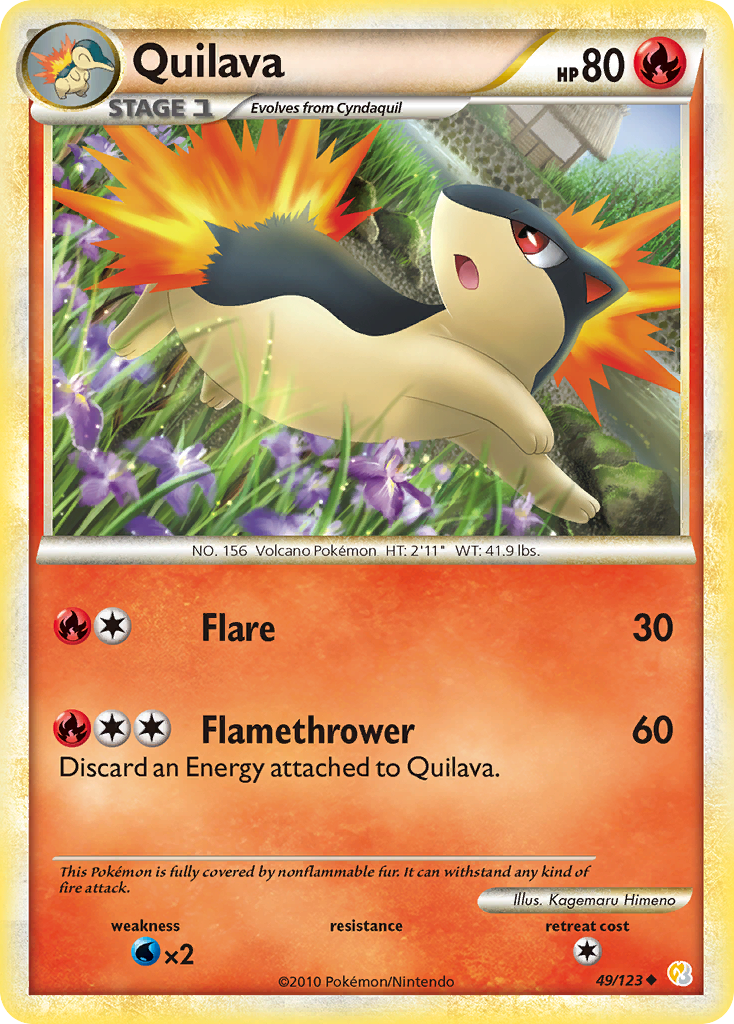 Quilava
HP 80
STAGE 1
Evolves from Cyndaquil
NO. 156 Volcano Pokémon HT: 2'11" WT: 41.9 lbs.
Flare 30
Flamethrower 60
Discard an Energy attached to Quilava.
This Pokémon is fully covered by nonflammable fur. It can withstand any kind of
fire attack.
Illus. Kagemaru Himeno
weakness resistance retreat cost
×2
©2010 Pokémon/Nintendo 49/123